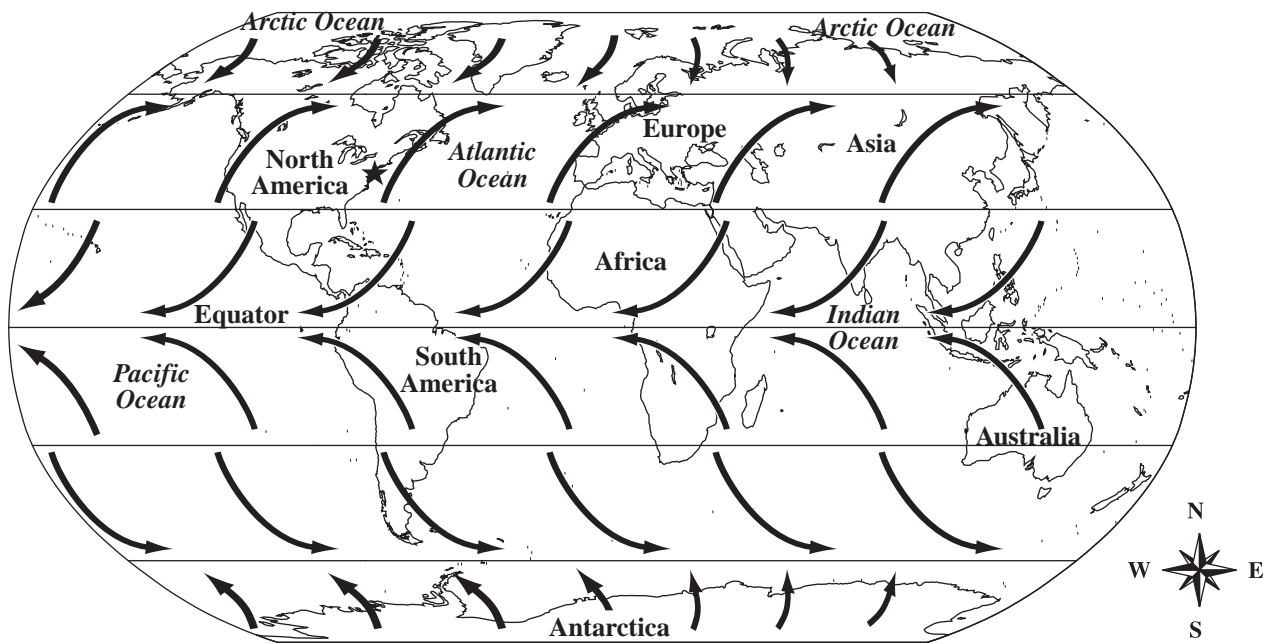 Arctic Ocean
Arctic Ocean
North
America
Atlantic
Ocean
Europe
Asia
Africa
Equator
Indian
Ocean
South
America
Pacific
Ocean
Australia
Antarctica
N
W E
S